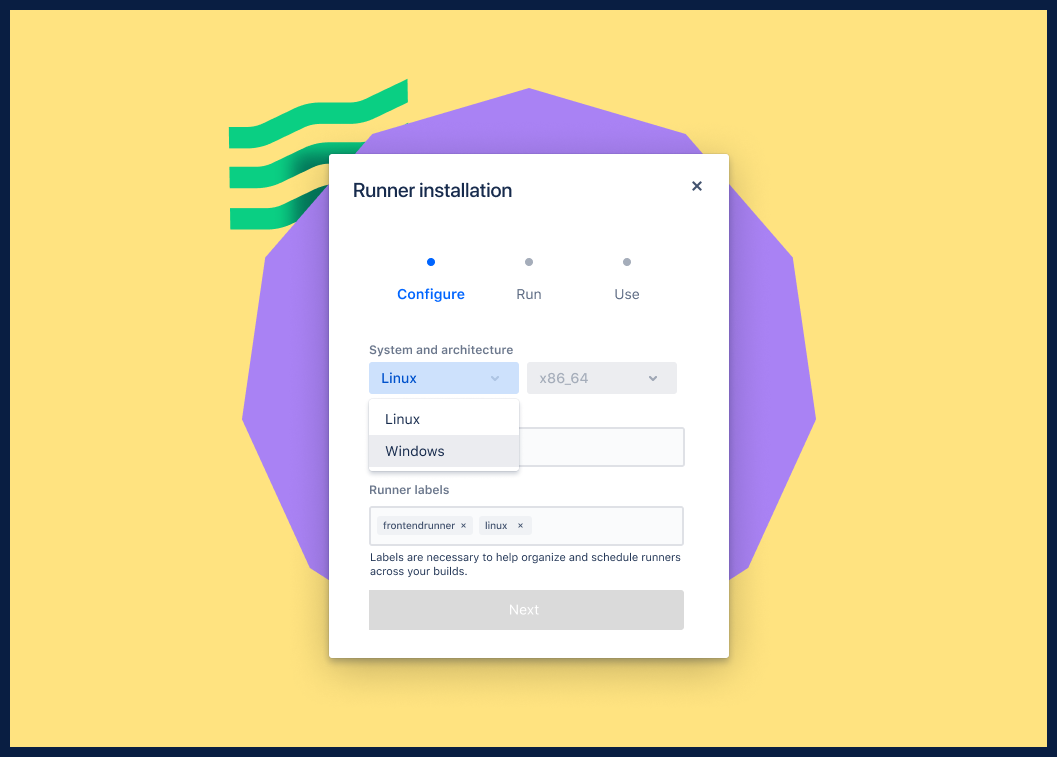 Runner installation
Configure
Run
Use
System and architecture
Linux
x86_64
Linux
Windows
Runner labels
frontendrunner ×
linux ×
Labels are necessary to help organize and schedule runners
across your builds.
Next